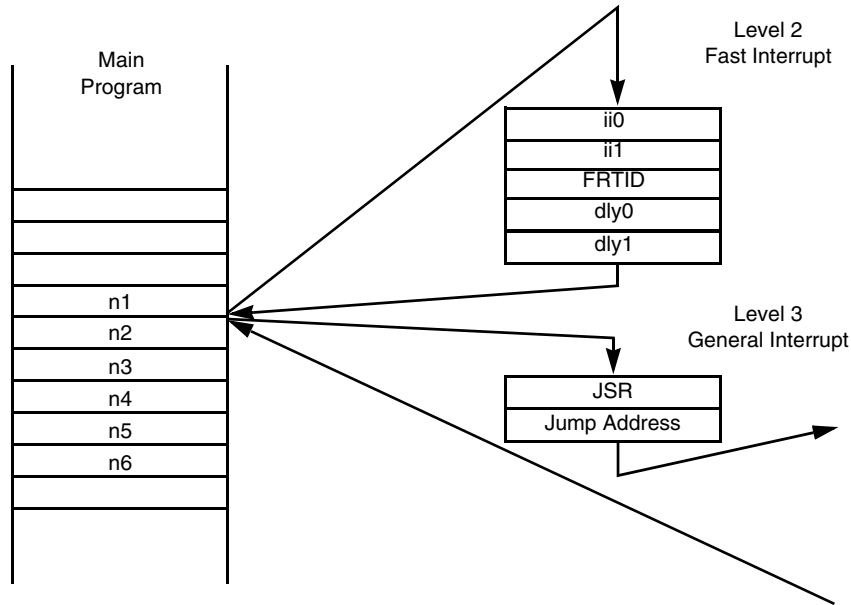 Main
Program
n1
n2
n3
n4
n5
n6
Level 2
Fast Interrupt
ii0
ii1
FRTID
dly0
dly1
Level 3
General Interrupt
JSR
Jump Address